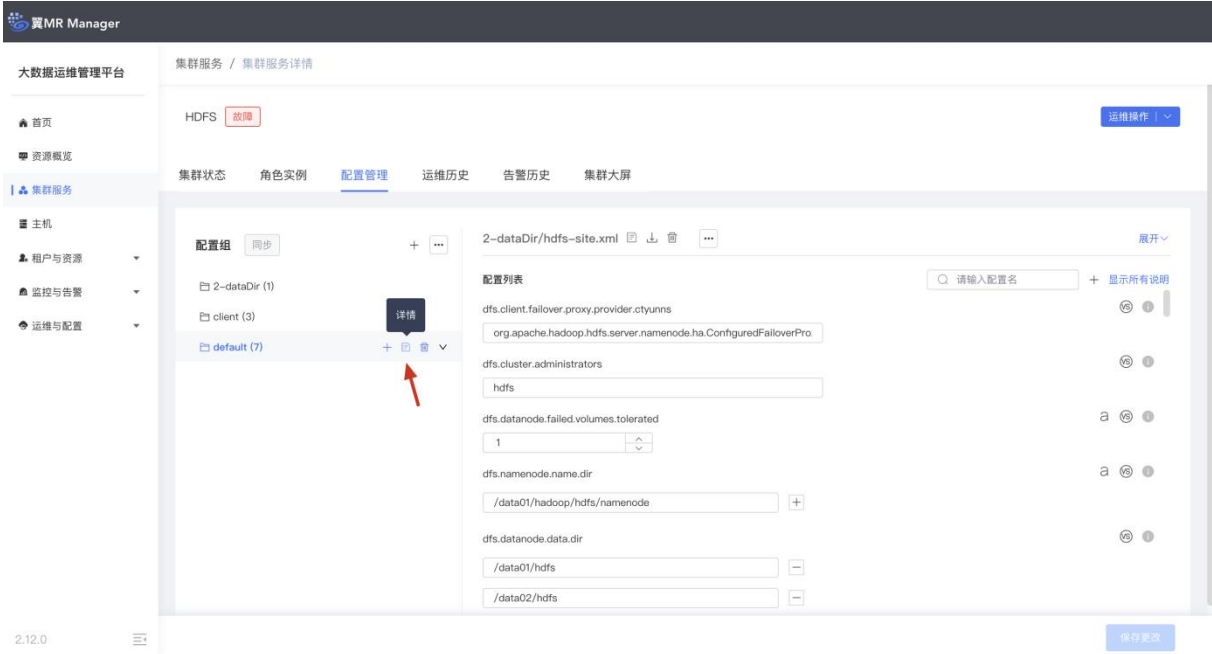 翼MR Manager
大数据运维管理平台
首页
资源概览
集群服务
主机
租户与资源
监控与告警
运维与配置
2.12.0
集群服务 / 集群服务详情
HDFS 故障
运维操作
集群状态 角色实例 配置管理 运维历史 告警历史 集群大屏
配置组 同步
2-dataDir (1)
client (3)
详情
default (7)
2-dataDir/hdfs-site.xml
展开
配置列表
请输入配置名
显示所有说明
dfs.client.failover.proxy.provider.ctyunns
VS
org.apache.hadoop.hdfs.server.namenode.ha.ConfiguredFailoverPro
dfs.cluster.administrators
VS
hdfs
dfs.datanode.failed.volumes.tolerated
a VS
1
dfs.namenode.name.dir
a VS
/data01/hadoop/hdfs/namenode
dfs.datanode.data.dir
VS
/data01/hdfs
/data02/hdfs
保存更改